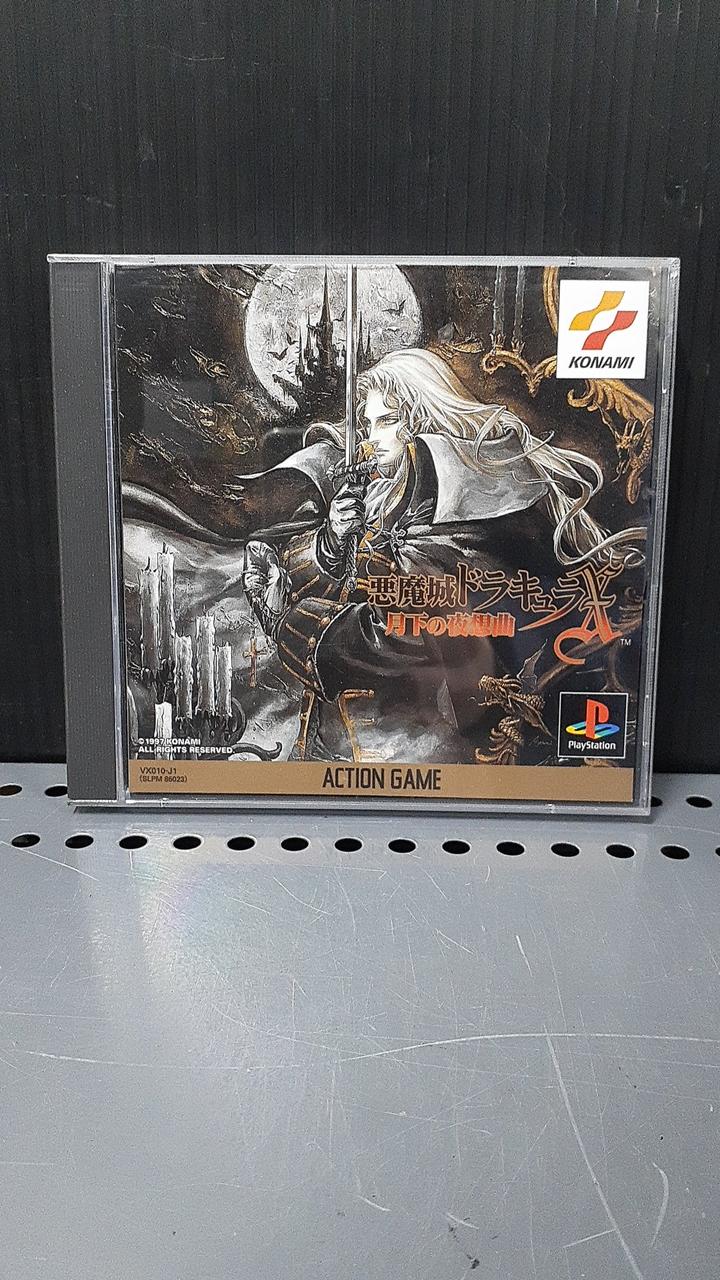 KONAMI
悪魔城ドラキュラX
TM
月下の夜想曲
PlayStation
©1997 KONAMI
ALL RIGHTS RESERVED.
VX010-J1
(SLPM 86023)
ACTION GAME